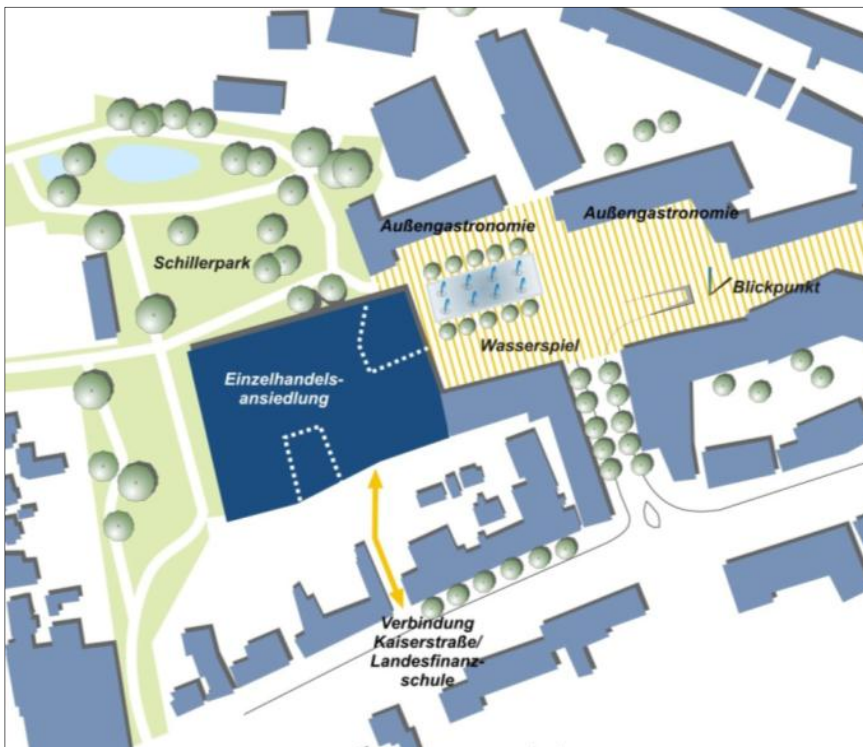 Außengastronomie
Außengastronomie
Schillerpark
Blickpunkt
Wasserspiel
Einzelhandels-
ansiedlung
Verbindung
Kaiserstraße/
Landesfinanz-
schule